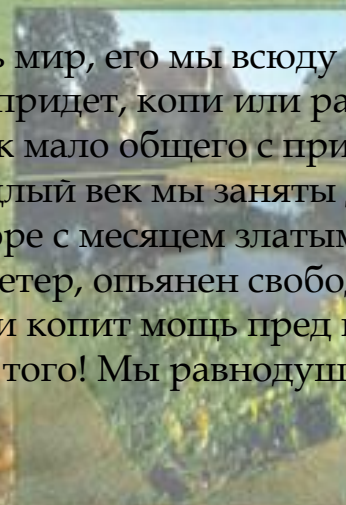 мир, его мы всюду
придет, копи или ра
к мало общего с при
длый век мы заняты
оре с месяцем златым
етер, опьянен свобо
и копит мощь пред
того! Мы равнодуш